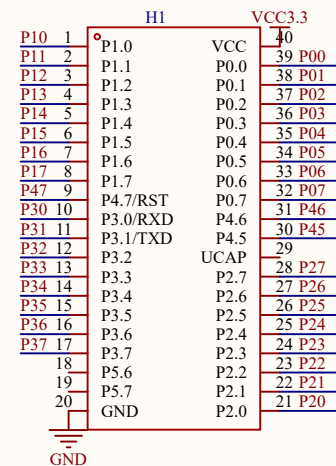 H1 VCC3.3
P10 1 P1.0 VCC 40
P11 2 P1.1 P0.0 39 P00
P12 3 P1.2 P0.1 38 P01
P13 4 P1.3 P0.2 37 P02
P14 5 P1.4 P0.3 36 P03
P15 6 P1.5 P0.4 35 P04
P16 7 P1.6 P0.5 34 P05
P17 8 P1.7 P0.6 33 P06
P47 9 P4.7/RST P0.7 32 P07
P30 10 P3.0/RXD P4.6 31 P46
P31 11 P3.1/TXD P4.5 30 P45
P32 12 P3.2 UCAP 29
P33 13 P3.3 P2.7 28 P27
P34 14 P3.4 P2.6 27 P26
P35 15 P3.5 P2.5 26 P25
P36 16 P3.6 P2.4 25 P24
P37 17 P3.7 P2.3 24 P23
18 P5.6 P2.2 23 P22
19 P5.7 P2.1 22 P21
20 GND P2.0 21 P20
GND